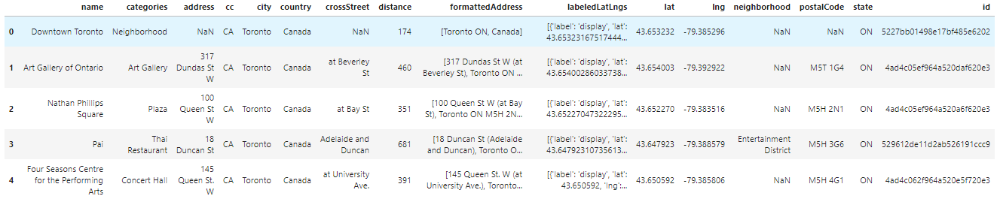 name categories address cc city country crossStreet distance formattedAddress labeledLatLngs lat lng neighborhood postalCode state id
0 Downtown Toronto Neighborhood NaN CA Toronto Canada NaN 174 [Toronto ON, Canada] [{'label': 'display', 'lat': 43.65323167517444... 43.653232 -79.385296 NaN NaN ON 5227bb01498e17bf485e6202
1 Art Gallery of Ontario Art Gallery 317 Dundas St W CA Toronto Canada at Beverley St 460 [317 Dundas St W (at Beverley St), Toronto ON ... [{'label': 'display', 'lat': 43.65400286033738... 43.654003 -79.392922 NaN M5T 1G4 ON 4ad4c05ef964a520daf620e3
2 Nathan Phillips Square Plaza 100 Queen St W CA Toronto Canada at Bay St 351 [100 Queen St W (at Bay St), Toronto ON M5H 2N... [{'label': 'display', 'lat': 43.65227047322295... 43.652270 -79.383516 NaN M5H 2N1 ON 4ad4c05ef964a520a6f620e3
3 Pai Thai Restaurant 18 Duncan St CA Toronto Canada Adelaide and Duncan 681 [18 Duncan St (Adelaide and Duncan), Toronto O... [{'label': 'display', 'lat': 43.64792310735613... 43.647923 -79.388579 Entertainment District M5H 3G6 ON 529612de11d2ab526191ccc9
4 Four Seasons Centre for the Performing Arts Concert Hall 145 Queen St. W CA Toronto Canada at University Ave. 391 [145 Queen St. W (at University Ave.), Toronto... [{'label': 'display', 'lat': 43.650592, 'lng':... 43.650592 -79.385806 NaN M5H 4G1 ON 4ad4c062f964a520e5f720e3